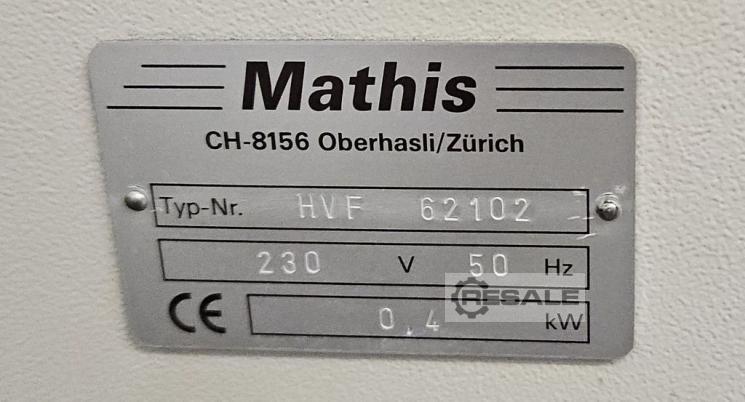 Mathis
CH-8156 Oberhasli/Zürich
Typ-Nr. HVF 62102
230 V 50 Hz
RESALE
CE 0,4 kW